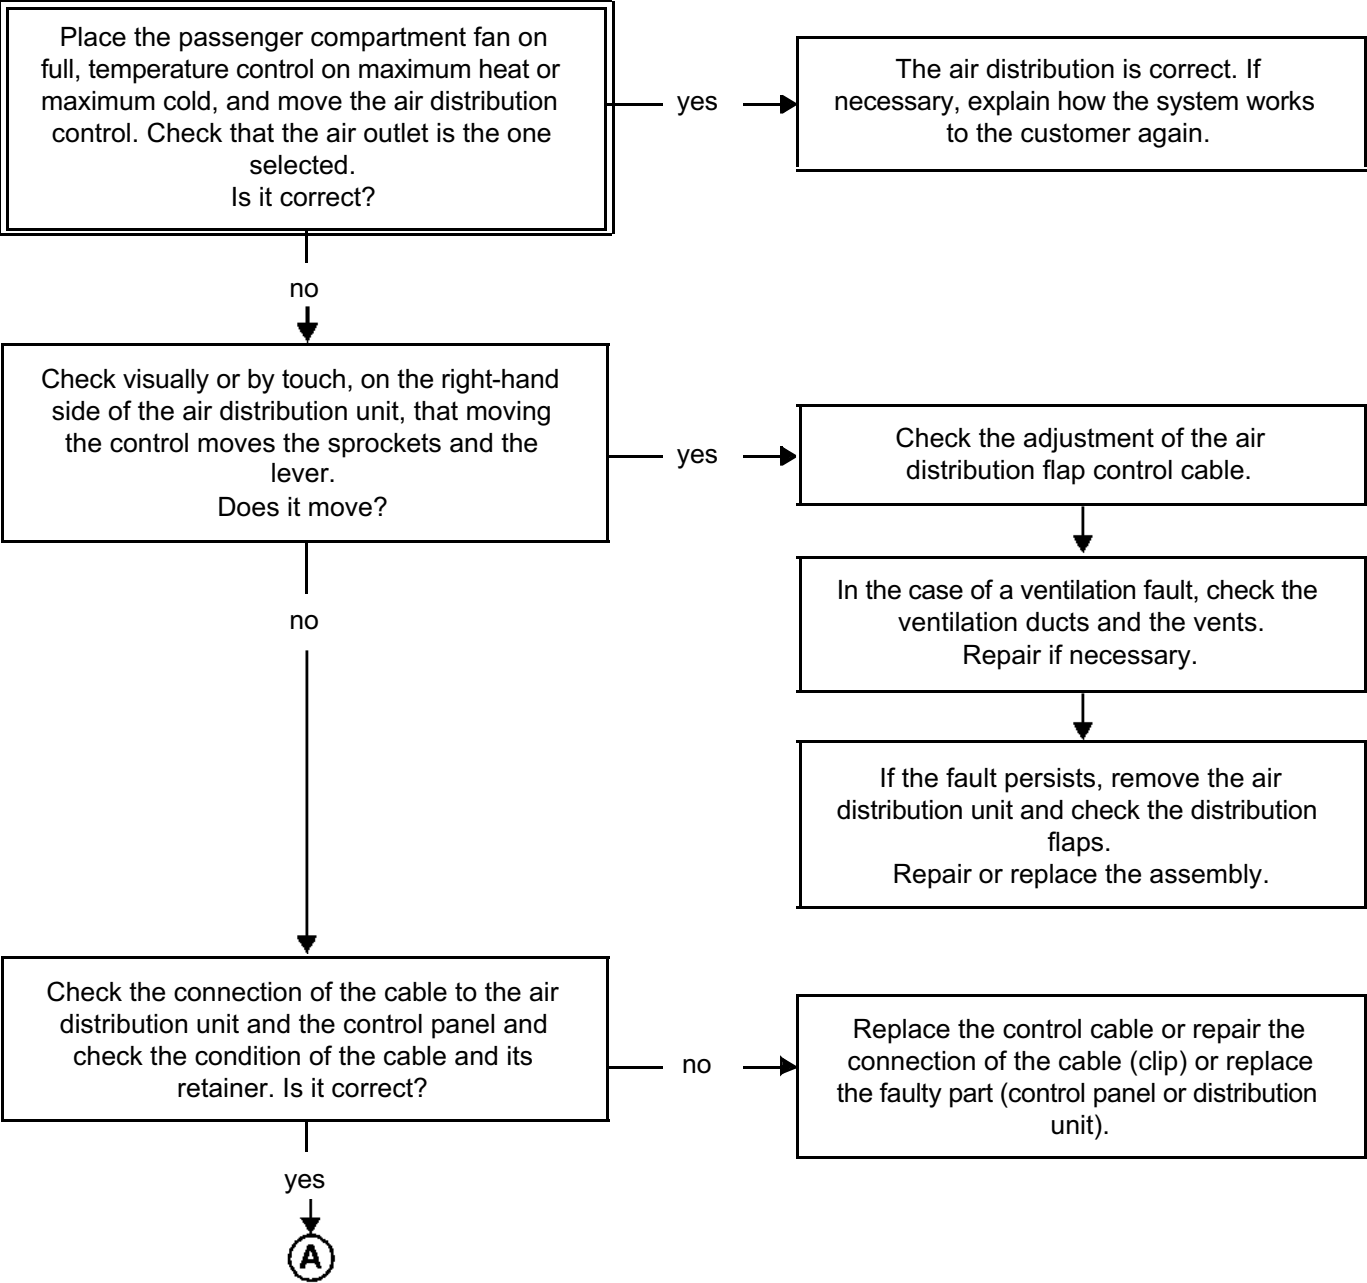 Place the passenger compartment fan on
full, temperature control on maximum heat or
maximum cold, and move the air distribution
control. Check that the air outlet is the one
selected.
Is it correct?
yes
The air distribution is correct. If
necessary, explain how the system works
to the customer again.
no
Check visually or by touch, on the right-hand
side of the air distribution unit, that moving
the control moves the sprockets and the
lever.
Does it move?
yes
Check the adjustment of the air
distribution flap control cable.
In the case of a ventilation fault, check the
ventilation ducts and the vents.
Repair if necessary.
If the fault persists, remove the air
distribution unit and check the distribution
flaps.
Repair or replace the assembly.
no
Check the connection of the cable to the air
distribution unit and the control panel and
check the condition of the cable and its
retainer. Is it correct?
no
Replace the control cable or repair the
connection of the cable (clip) or replace
the faulty part (control panel or distribution
unit).
yes
A